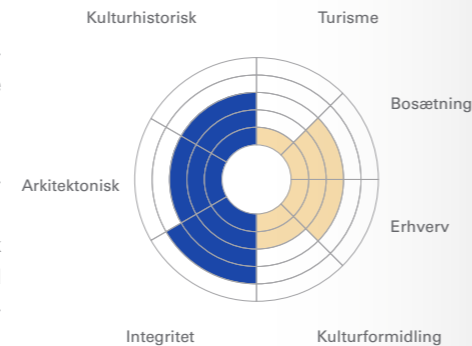 Kulturhistorisk
Turisme
Bosætning
Arkitektonisk
Erhverv
Integritet
Kulturformidling